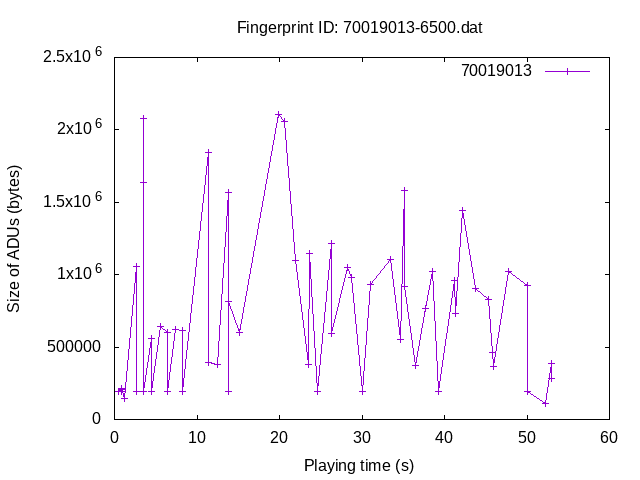 Fingerprint ID: 70019013-6500.dat
2.5x10 6
70019013
2x10 6
1.5x10 6
1x10 6
500000
0
Size of ADUs (bytes)
0 10 20 30 40 50 60
Playing time (s)